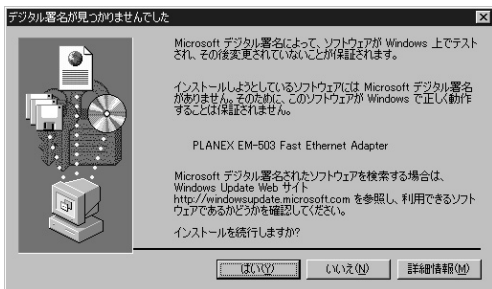 デジタル署名が見つかりませんでした
Microsoft デジタル署名によって、ソフトウェアが Windows 上でテスト
され、その後変更されていないことが保証されます。
インストールしようとしているソフトウェアには Microsoft デジタル署名
がありません。そのために、このソフトウェアが Windows で正しく動作
することは保証されません。
PLANEX EM-503 Fast Ethernet Adapter
Microsoft デジタル署名されたソフトウェアを検索する場合は、
Windows Update Web サイト
http://windowsupdate.microsoft.com を参照し、利用できるソフト
ウェアであるかどうかを確認してください。
インストールを続行しますか?
はい(Y) いいえ(N) 詳細情報(M)